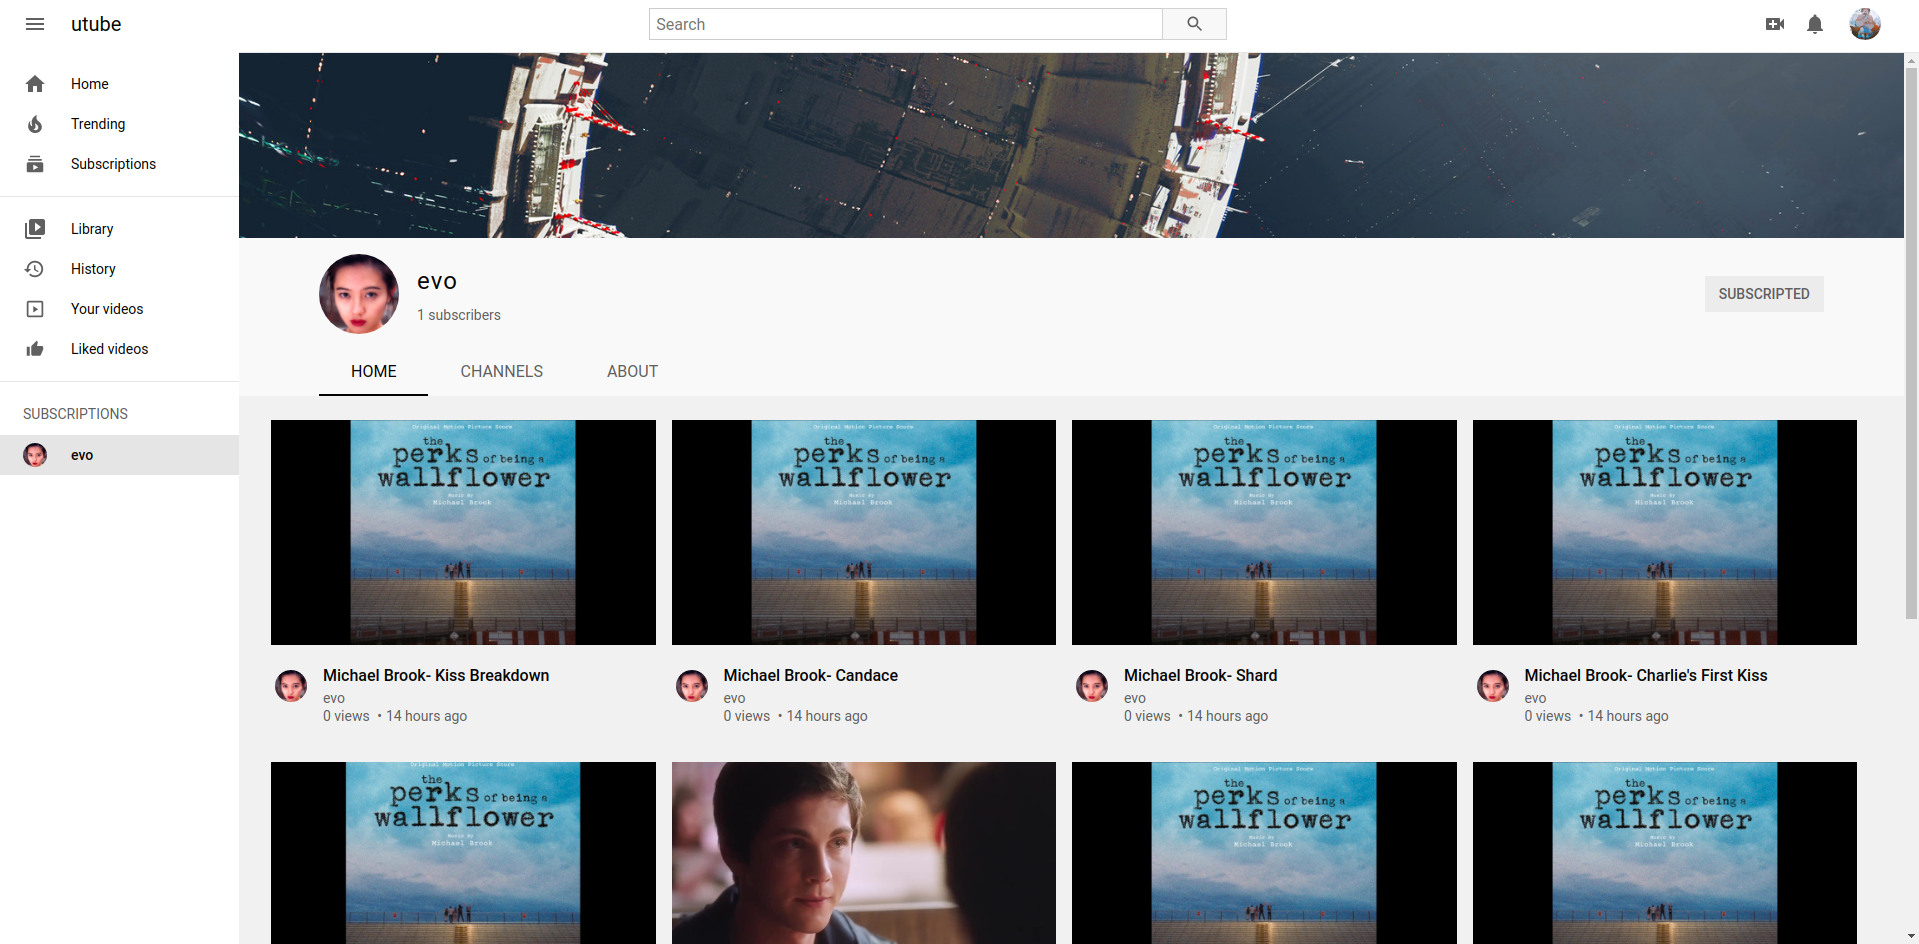 utube
Search
Home
Trending
Subscriptions
Library
History
Your videos
Liked videos
SUBSCRIPTIONS
evo
evo
1 subscribers
SUBSCRIPTED
HOME CHANNELS ABOUT
Original Motion Picture Score
the
perks of being a
wallflower
Music By
Michael Brook
Original Motion Picture Score
the
perks of being a
wallflower
Music By
Michael Brook
Original Motion Picture Score
the
perks of being a
wallflower
Music By
Michael Brook
Original Motion Picture Score
the
perks of being a
wallflower
Music By
Michael Brook
Michael Brook- Kiss Breakdown
evo
0 views • 14 hours ago
Michael Brook- Candace
evo
0 views • 14 hours ago
Michael Brook- Shard
evo
0 views • 14 hours ago
Michael Brook- Charlie's First Kiss
evo
0 views • 14 hours ago
Original Motion Picture Score
the
perks of being a
wallflower
Music By
Michael Brook
Original Motion Picture Score
the
perks of being a
wallflower
Music By
Michael Brook
Original Motion Picture Score
the
perks of being a
wallflower
Music By
Michael Brook